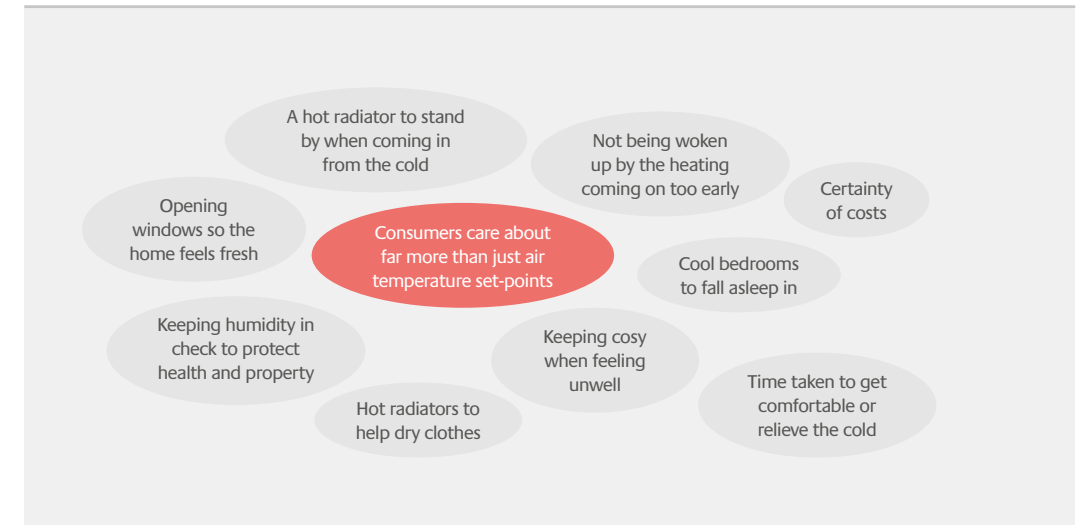 A hot radiator to stand
by when coming in
from the cold
Not being woken
up by the heating
coming on too early
Certainty
of costs
Opening
windows so the
home feels fresh
Consumers care about
far more than just air
temperature set-points
Cool bedrooms
to fall asleep in
Keeping humidity in
check to protect
health and property
Keeping cosy
when feeling
unwell
Time taken to get
comfortable or
relieve the cold
Hot radiators to
help dry clothes